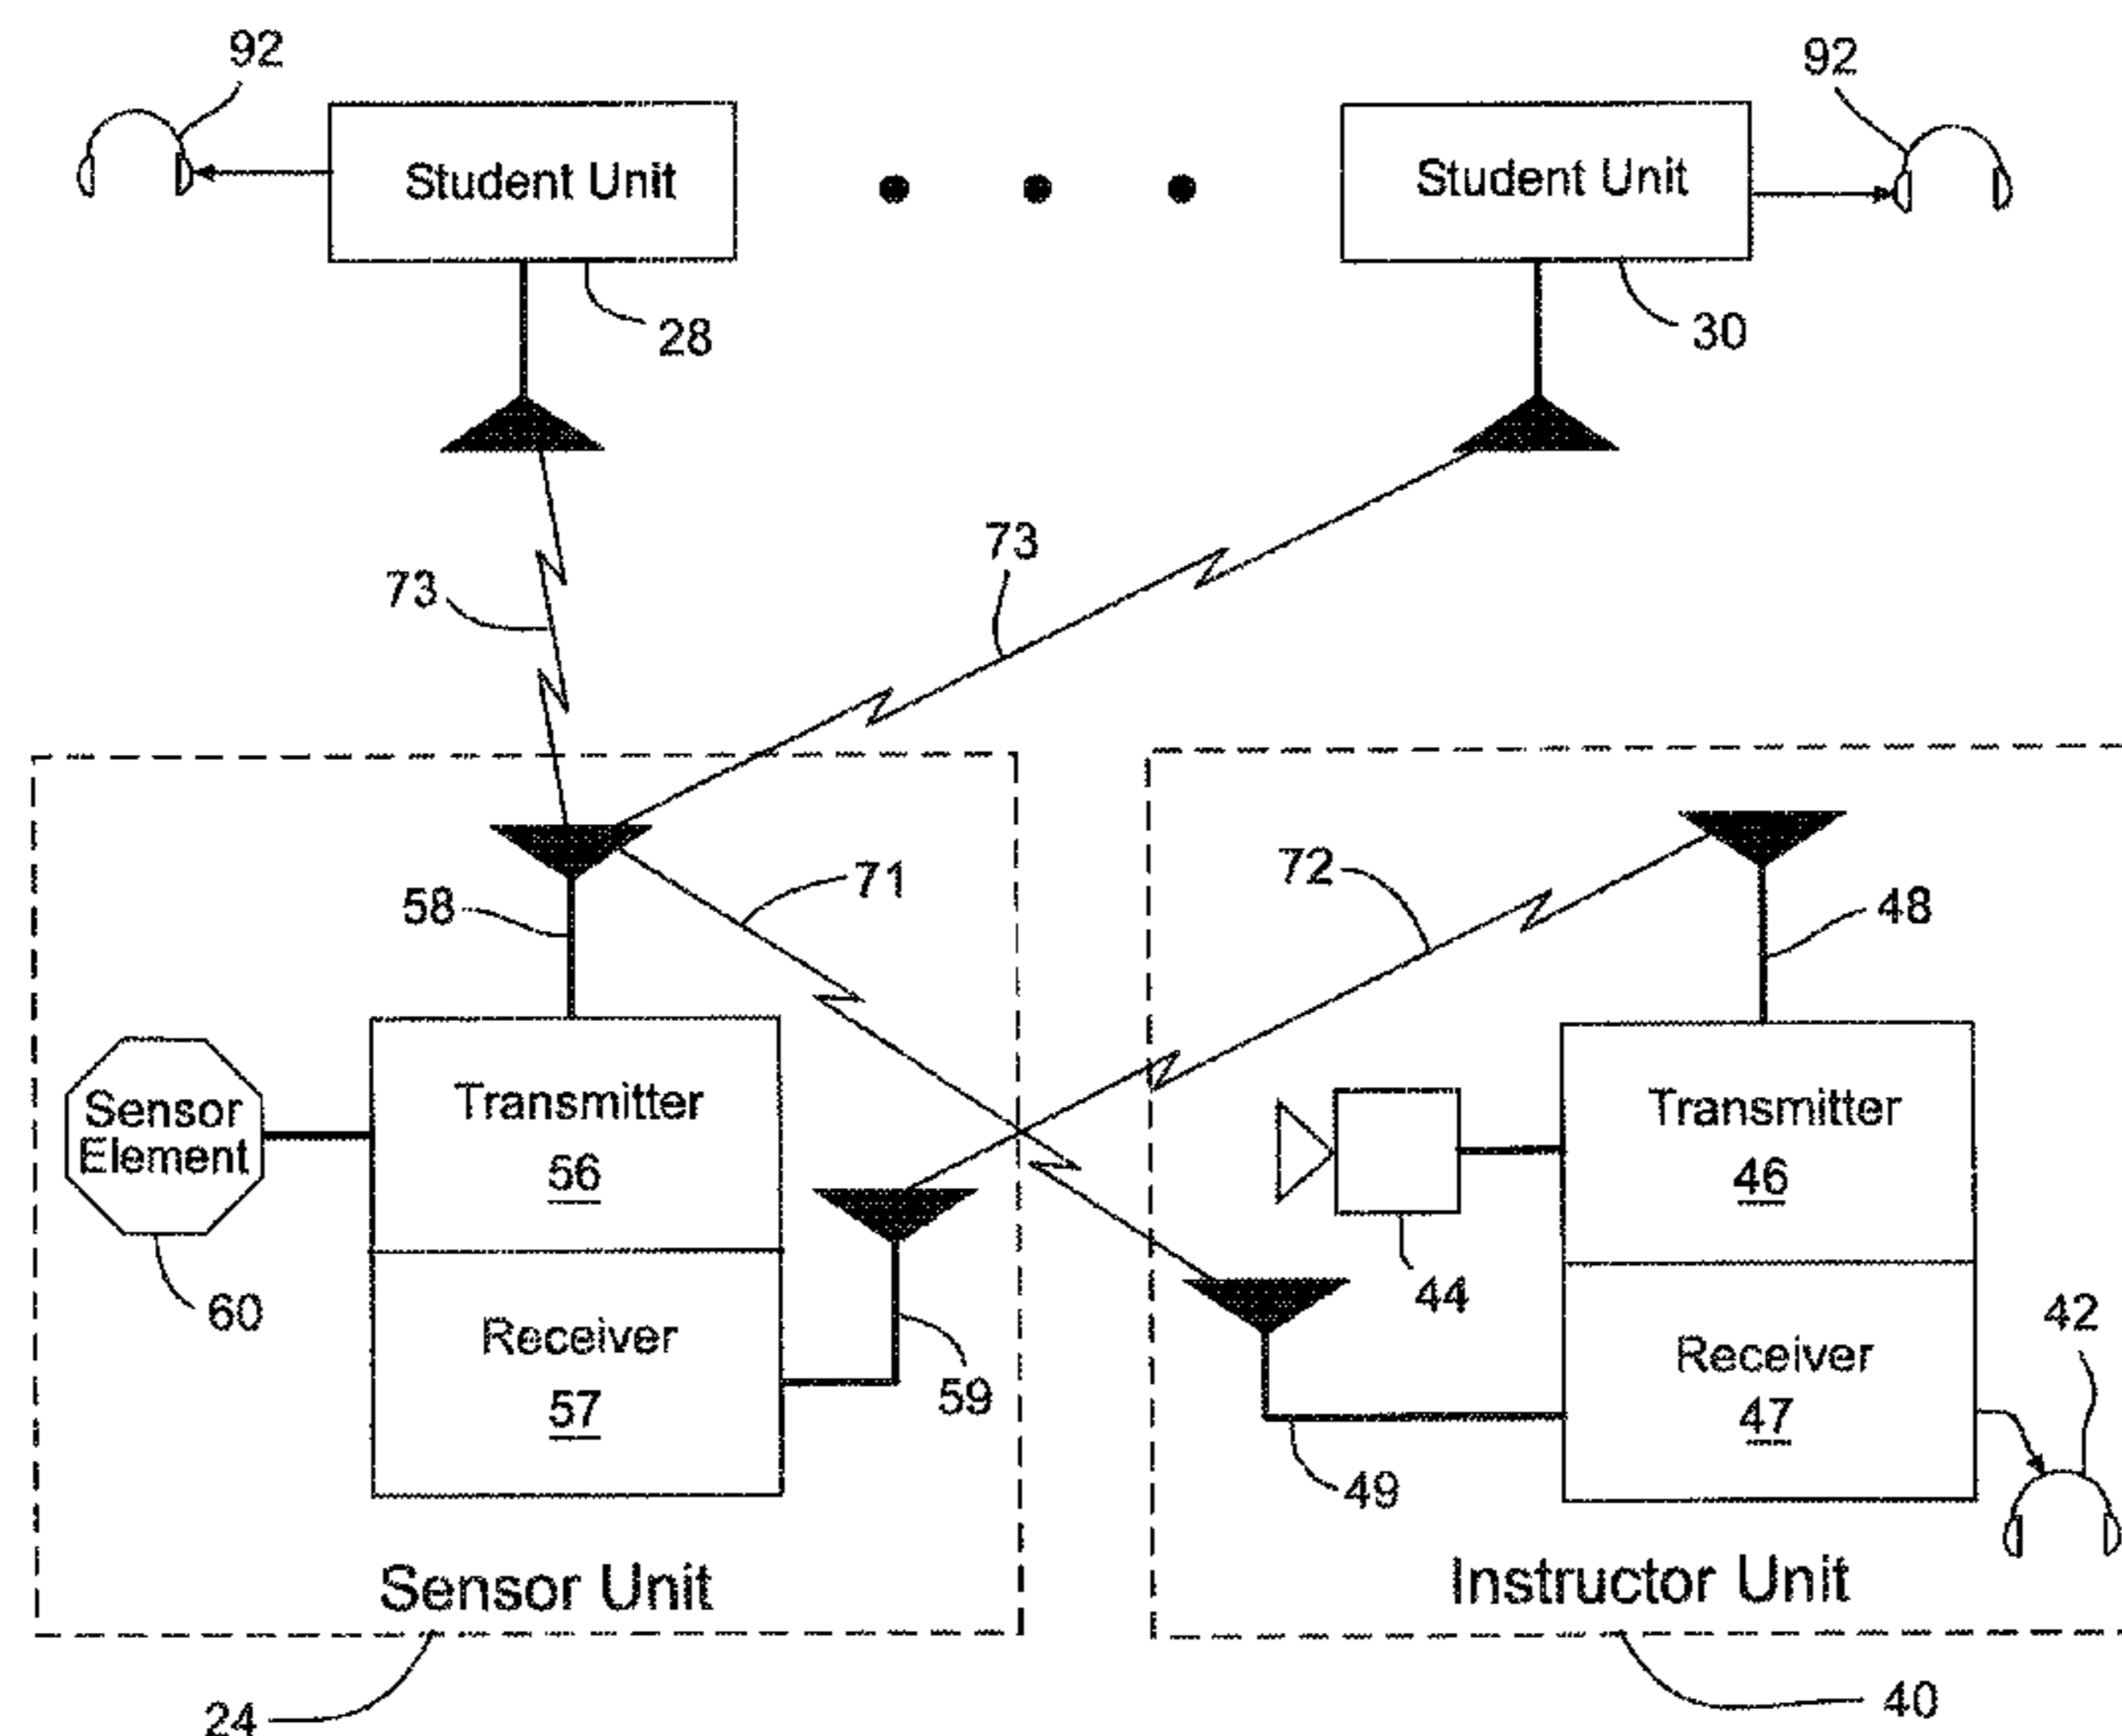 92
92
Student Unit
Student Unit
28
30
73
73
71
72
58
48
Sensor
Element
Transmitter
56
Transmitter
46
60
44
42
Receiver
57
59
Receiver
47
49
Sensor Unit
Instructor Unit
24
40